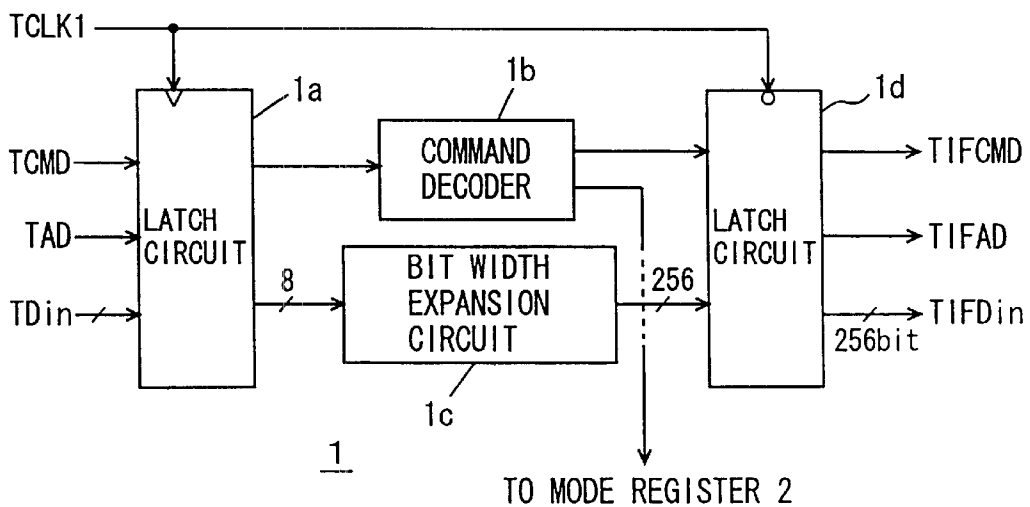 TCLK1
1a
1b
1d
TCMD
COMMAND
DECODER
TIFCMD
TAD
LATCH
CIRCUIT
LATCH
CIRCUIT
TIFAD
TDin
8
BIT WIDTH
EXPANSION
CIRCUIT
256
TIFDin
256bit
1c
1
TO MODE REGISTER 2